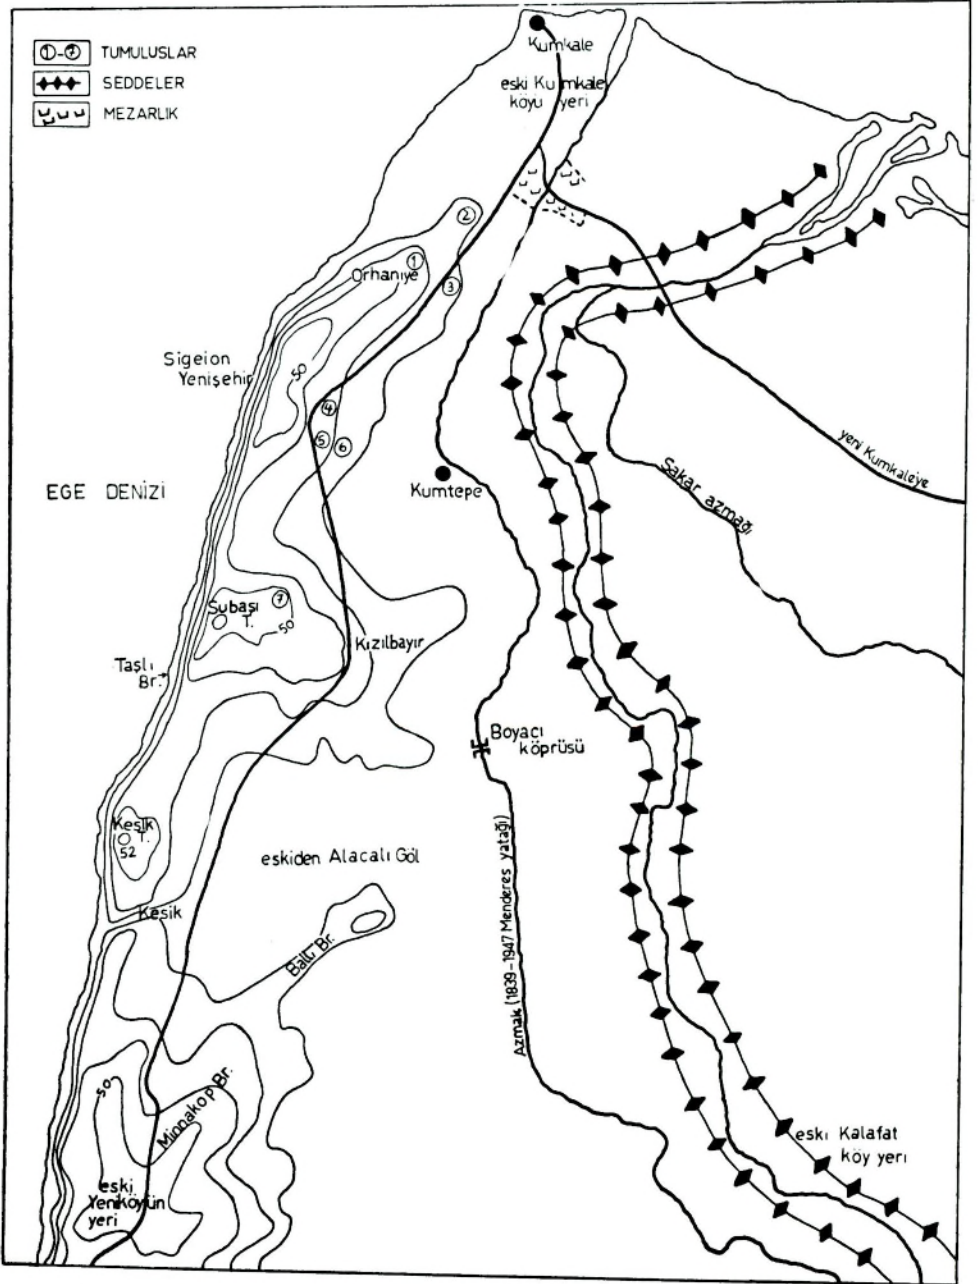 ①-⑦ TUMULUSLAR
SEDDELER
MEZARLIK
Kumkale
eski Kumkale
köyü yeri
②
①
Orhaniye
③
50
Sigeion
Yenişehir
④
⑤ ⑥
yeni Kumkaleye
Kumtepe
Sakar azmağı
EGE DENİZİ
⑦
Subaşı
T.
50
Kızılbayır
Taşlı
Br.
Boyacı
köprüsü
Kesik
T.
52
eskiden Alacalı Göl
Kesik
Ballı Br.
Azmak (1839-1947 Menderes yatağı)
50
Minnakop Br.
eski Kalafat
köy yeri
eski
Yeniköyün
yeri